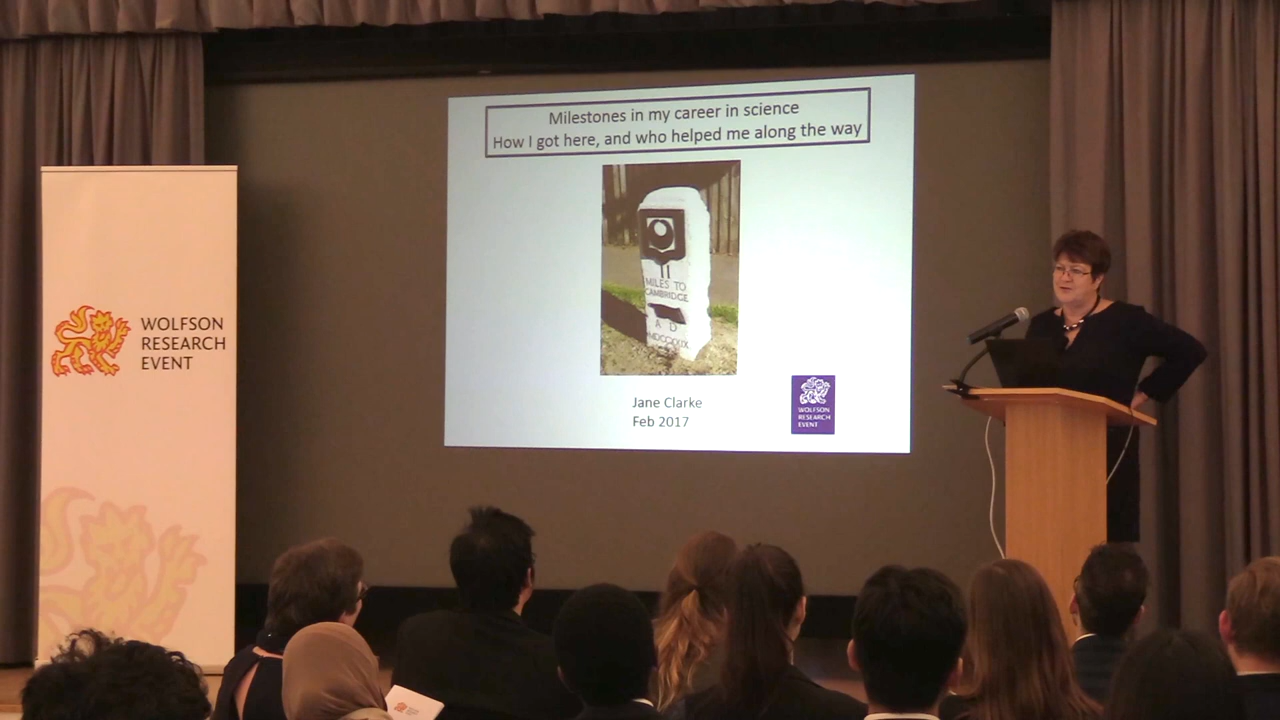 WOLFSON
RESEARCH
EVENT
Milestones in my career in science
How I got here, and who helped me along the way
11
MILES TO
CAMBRIDGE
A D
Jane Clarke
Feb 2017
WOLFSON
RESEARCH
EVENT